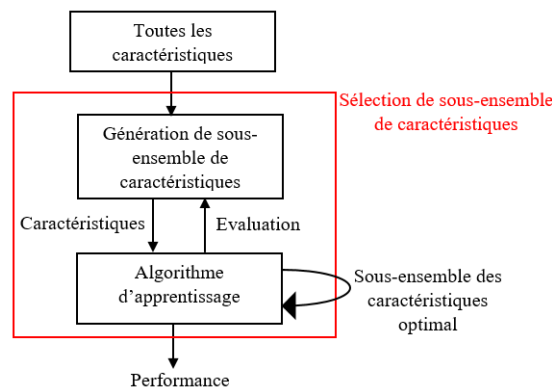 Toutes les
caractéristiques
Sélection de sous-ensemble
de caractéristiques
Génération de sous-
ensemble de
caractéristiques
Caractéristiques
Evaluation
Algorithme
d’apprentissage
Sous-ensemble des
caractéristiques
optimal
Performance